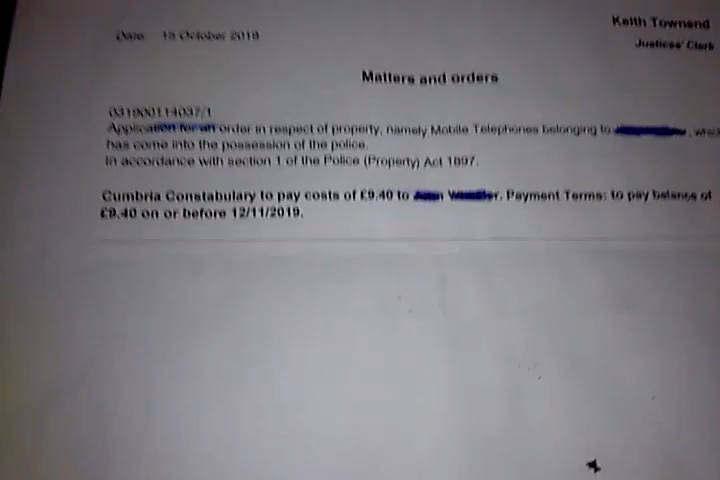 Keith Townend
Justices' Clerk
Date: 15 October 2019
Matters and orders
031900114037/1
Application for an order in respect of property, namely Mobile Telephones belonging to
has come into the possession of the police.
In accordance with section 1 of the Police (Property) Act 1897.
Cumbria Constabulary to pay costs of £9.40 to Payment Terms: to pay balance of
£9.40 on or before 12/11/2019.